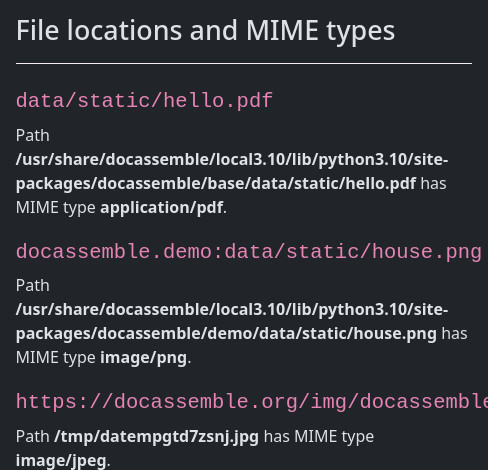 File locations and MIME types
data/static/hello.pdf
Path
/usr/share/docassemble/local3.10/lib/python3.10/site-
packages/docassemble/base/data/static/hello.pdf has
MIME type application/pdf.
docassemble.demo:data/static/house.png
Path
/usr/share/docassemble/local3.10/lib/python3.10/site-
packages/docassemble/demo/data/static/house.png has
MIME type image/png.
https://docassemble.org/img/docassemble
Path /tmp/datempgtd7zsnj.jpg has MIME type
image/jpeg.